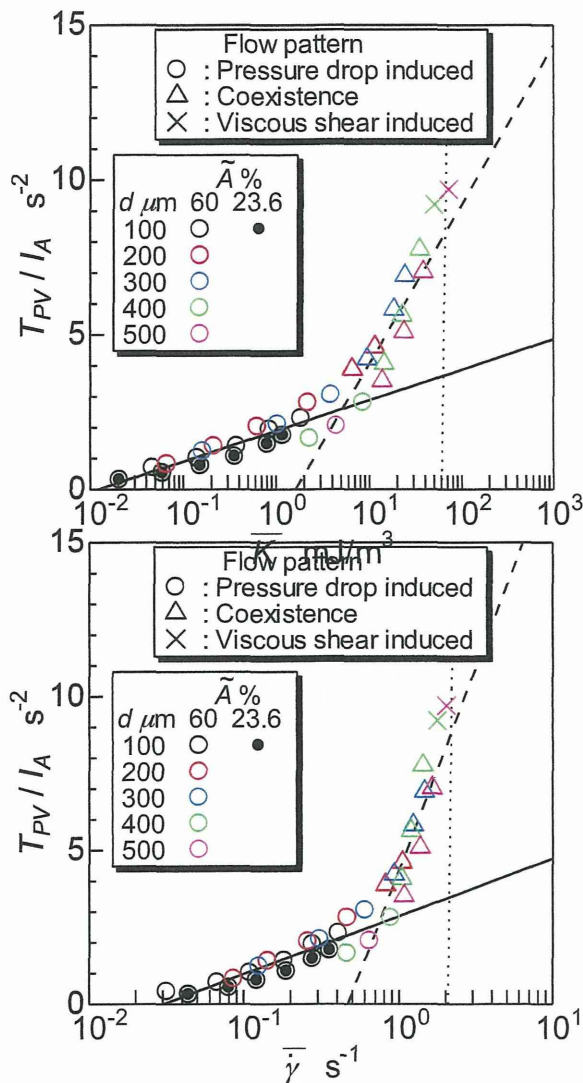 15
Flow pattern
○ : Pressure drop induced
△ : Coexistence
× : Viscous shear induced
10
Ã %
d μm 60 23.6
100
200
300
400
500
5
0
T_PV / I_A s^-2
10^-2 10^-1 10^0 10^1 10^2 10^3
K̅ mJ/m^3
15
Flow pattern
○ : Pressure drop induced
△ : Coexistence
× : Viscous shear induced
10
Ã %
d μm 60 23.6
100
200
300
400
500
5
0
T_PV / I_A s^-2
10^-2 10^-1 10^0 10^1
γ̇̅ s^-1